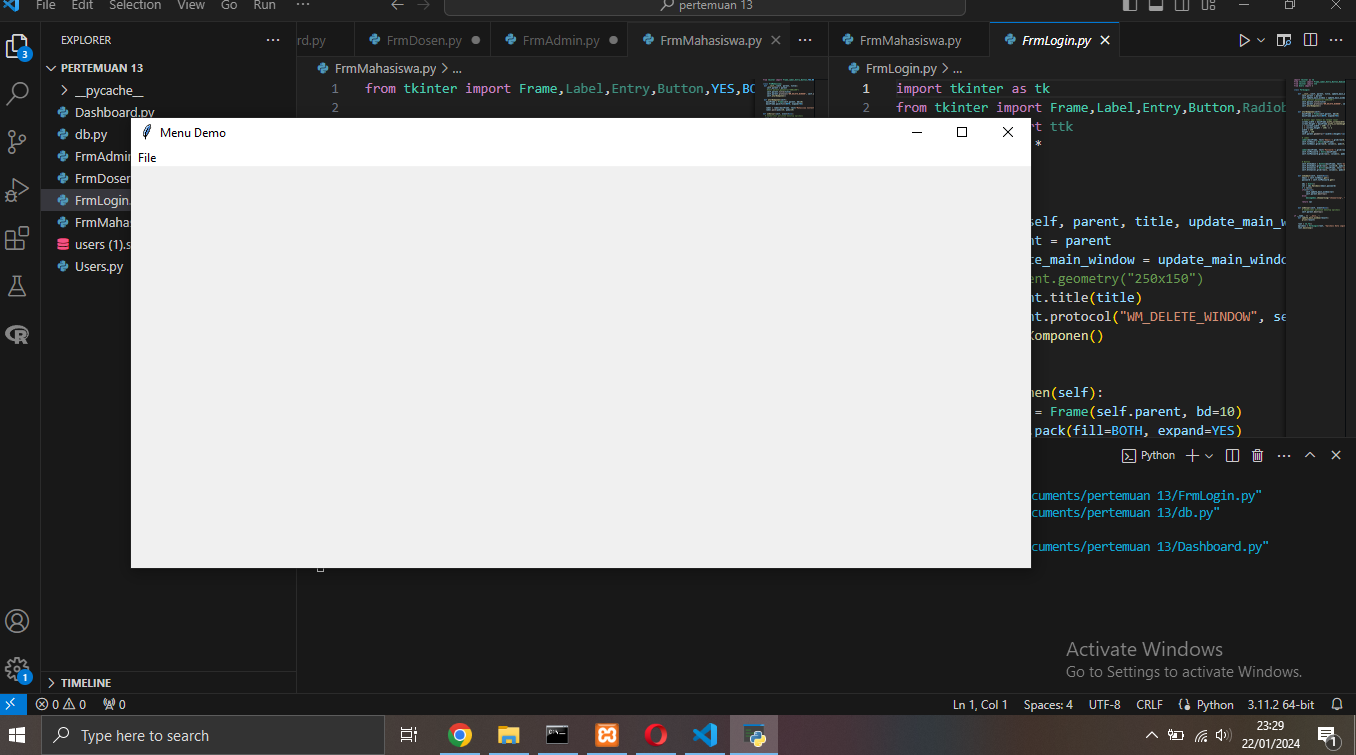 File Edit Selection View Go Run ··· pertemuan 13
EXPLORER ···
PERTEMUAN 13
__pycache__
Dashboard.py
db.py
FrmAdmin
FrmDosen
FrmLogin.
FrmMahas
users (1).s
Users.py
TIMELINE
rd.py FrmDosen.py FrmAdmin.py FrmMahasiswa.py ···
FrmMahasiswa.py > ...
1 from tkinter import Frame,Label,Entry,Button,YES,BO
2
FrmMahasiswa.py FrmLogin.py ···
FrmLogin.py > ...
1 import tkinter as tk
2 from tkinter import Frame,Label,Entry,Button,Radiob
rt ttk
*
self, parent, title, update_main_w
nt = parent
te_main_window = update_main_windo
ent.geometry("250x150")
nt.title(title)
nt.protocol("WM_DELETE_WINDOW", se
Komponen()
nen(self):
= Frame(self.parent, bd=10)
.pack(fill=BOTH, expand=YES)
Menu Demo
File
Python
cuments/pertemuan 13/FrmLogin.py"
cuments/pertemuan 13/db.py"
cuments/pertemuan 13/Dashboard.py"
Activate Windows
Go to Settings to activate Windows.
0 0 0 Ln 1, Col 1 Spaces: 4 UTF-8 CRLF Python 3.11.2 64-bit
Type here to search
23:29
22/01/2024
3
1
1